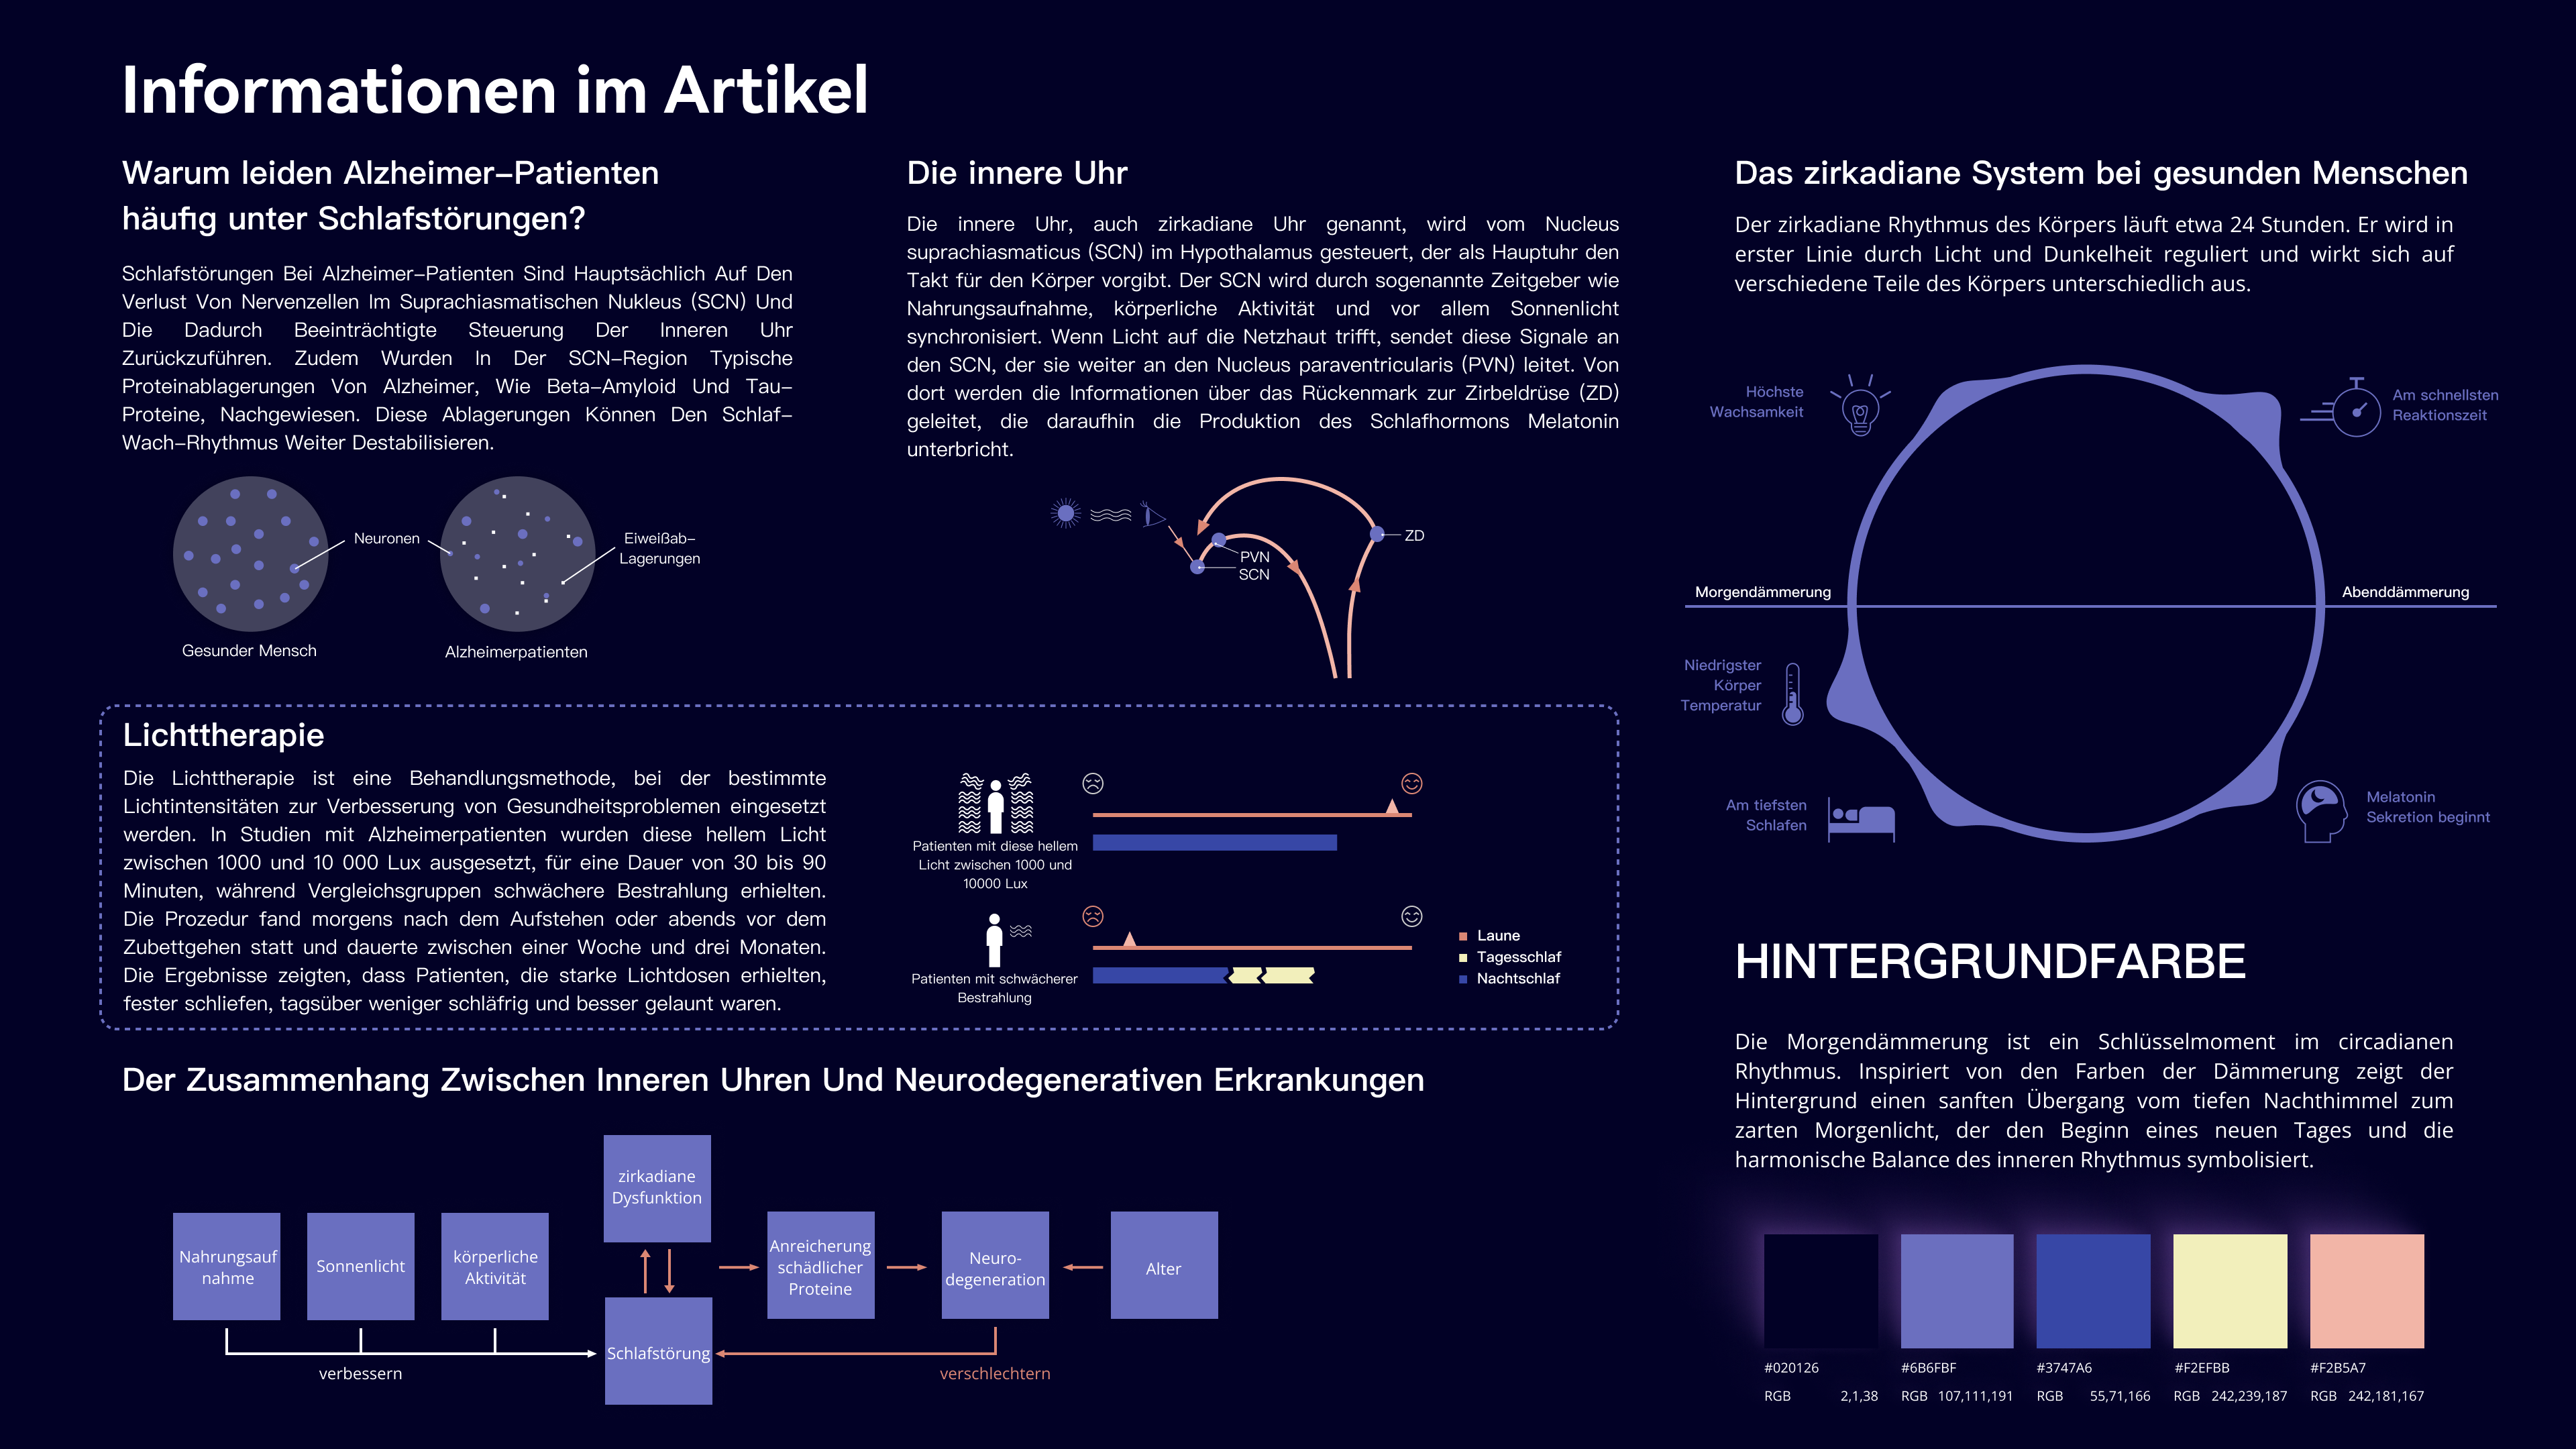 Informationen im Artikel
Warum leiden Alzheimer-Patienten
häufig unter Schlafstörungen?
Schlafstörungen Bei Alzheimer-Patienten Sind Hauptsächlich Auf Den
Verlust Von Nervenzellen Im Suprachiasmatischen Nukleus (SCN) Und
Die Dadurch Beeinträchtigte Steuerung Der Inneren Uhr
Zurückzuführen. Zudem Wurden In Der SCN-Region Typische
Proteinablagerungen Von Alzheimer, Wie Beta-Amyloid Und Tau-
Proteine, Nachgewiesen. Diese Ablagerungen Können Den Schlaf-
Wach-Rhythmus Weiter Destabilisieren.
Neuronen
Eiweißab-
Lagerungen
Gesunder Mensch
Alzheimerpatienten
Die innere Uhr
Die innere Uhr, auch zirkadiane Uhr genannt, wird vom Nucleus
suprachiasmaticus (SCN) im Hypothalamus gesteuert, der als Hauptuhr den
Takt für den Körper vorgibt. Der SCN wird durch sogenannte Zeitgeber wie
Nahrungsaufnahme, körperliche Aktivität und vor allem Sonnenlicht
synchronisiert. Wenn Licht auf die Netzhaut trifft, sendet diese Signale an
den SCN, der sie weiter an den Nucleus paraventricularis (PVN) leitet. Von
dort werden die Informationen über das Rückenmark zur Zirbeldrüse (ZD)
geleitet, die daraufhin die Produktion des Schlafhormons Melatonin
unterbricht.
ZD
PVN
SCN
Das zirkadiane System bei gesunden Menschen
Der zirkadiane Rhythmus des Körpers läuft etwa 24 Stunden. Er wird in
erster Linie durch Licht und Dunkelheit reguliert und wirkt sich auf
verschiedene Teile des Körpers unterschiedlich aus.
Höchste
Wachsamkeit
Am schnellsten
Reaktionszeit
Morgendämmerung
Abenddämmerung
Niedrigster
Körper
Temperatur
Am tiefsten
Schlafen
Melatonin
Sekretion beginnt
Lichttherapie
Die Lichttherapie ist eine Behandlungsmethode, bei der bestimmte
Lichtintensitäten zur Verbesserung von Gesundheitsproblemen eingesetzt
werden. In Studien mit Alzheimerpatienten wurden diese hellem Licht
zwischen 1000 und 10 000 Lux ausgesetzt, für eine Dauer von 30 bis 90
Minuten, während Vergleichsgruppen schwächere Bestrahlung erhielten.
Die Prozedur fand morgens nach dem Aufstehen oder abends vor dem
Zubettgehen statt und dauerte zwischen einer Woche und drei Monaten.
Die Ergebnisse zeigten, dass Patienten, die starke Lichtdosen erhielten,
fester schliefen, tagsüber weniger schläfrig und besser gelaunt waren.
Patienten mit diese hellem
Licht zwischen 1000 und
10000 Lux
Patienten mit schwächerer
Bestrahlung
Laune
Tagesschlaf
Nachtschlaf
Der Zusammenhang Zwischen Inneren Uhren Und Neurodegenerativen Erkrankungen
Nahrungsauf
nahme
Sonnenlicht
körperliche
Aktivität
zirkadiane
Dysfunktion
Schlafstörung
Anreicherung
schädlicher
Proteine
Neuro-
degeneration
Alter
verbessern
verschlechtern
HINTERGRUNDFARBE
Die Morgendämmerung ist ein Schlüsselmoment im circadianen
Rhythmus. Inspiriert von den Farben der Dämmerung zeigt der
Hintergrund einen sanften Übergang vom tiefen Nachthimmel zum
zarten Morgenlicht, der den Beginn eines neuen Tages und die
harmonische Balance des inneren Rhythmus symbolisiert.
#020126
RGB 2,1,38
#6B6FBF
RGB 107,111,191
#3747A6
RGB 55,71,166
#F2EFBB
RGB 242,239,187
#F2B5A7
RGB 242,181,167